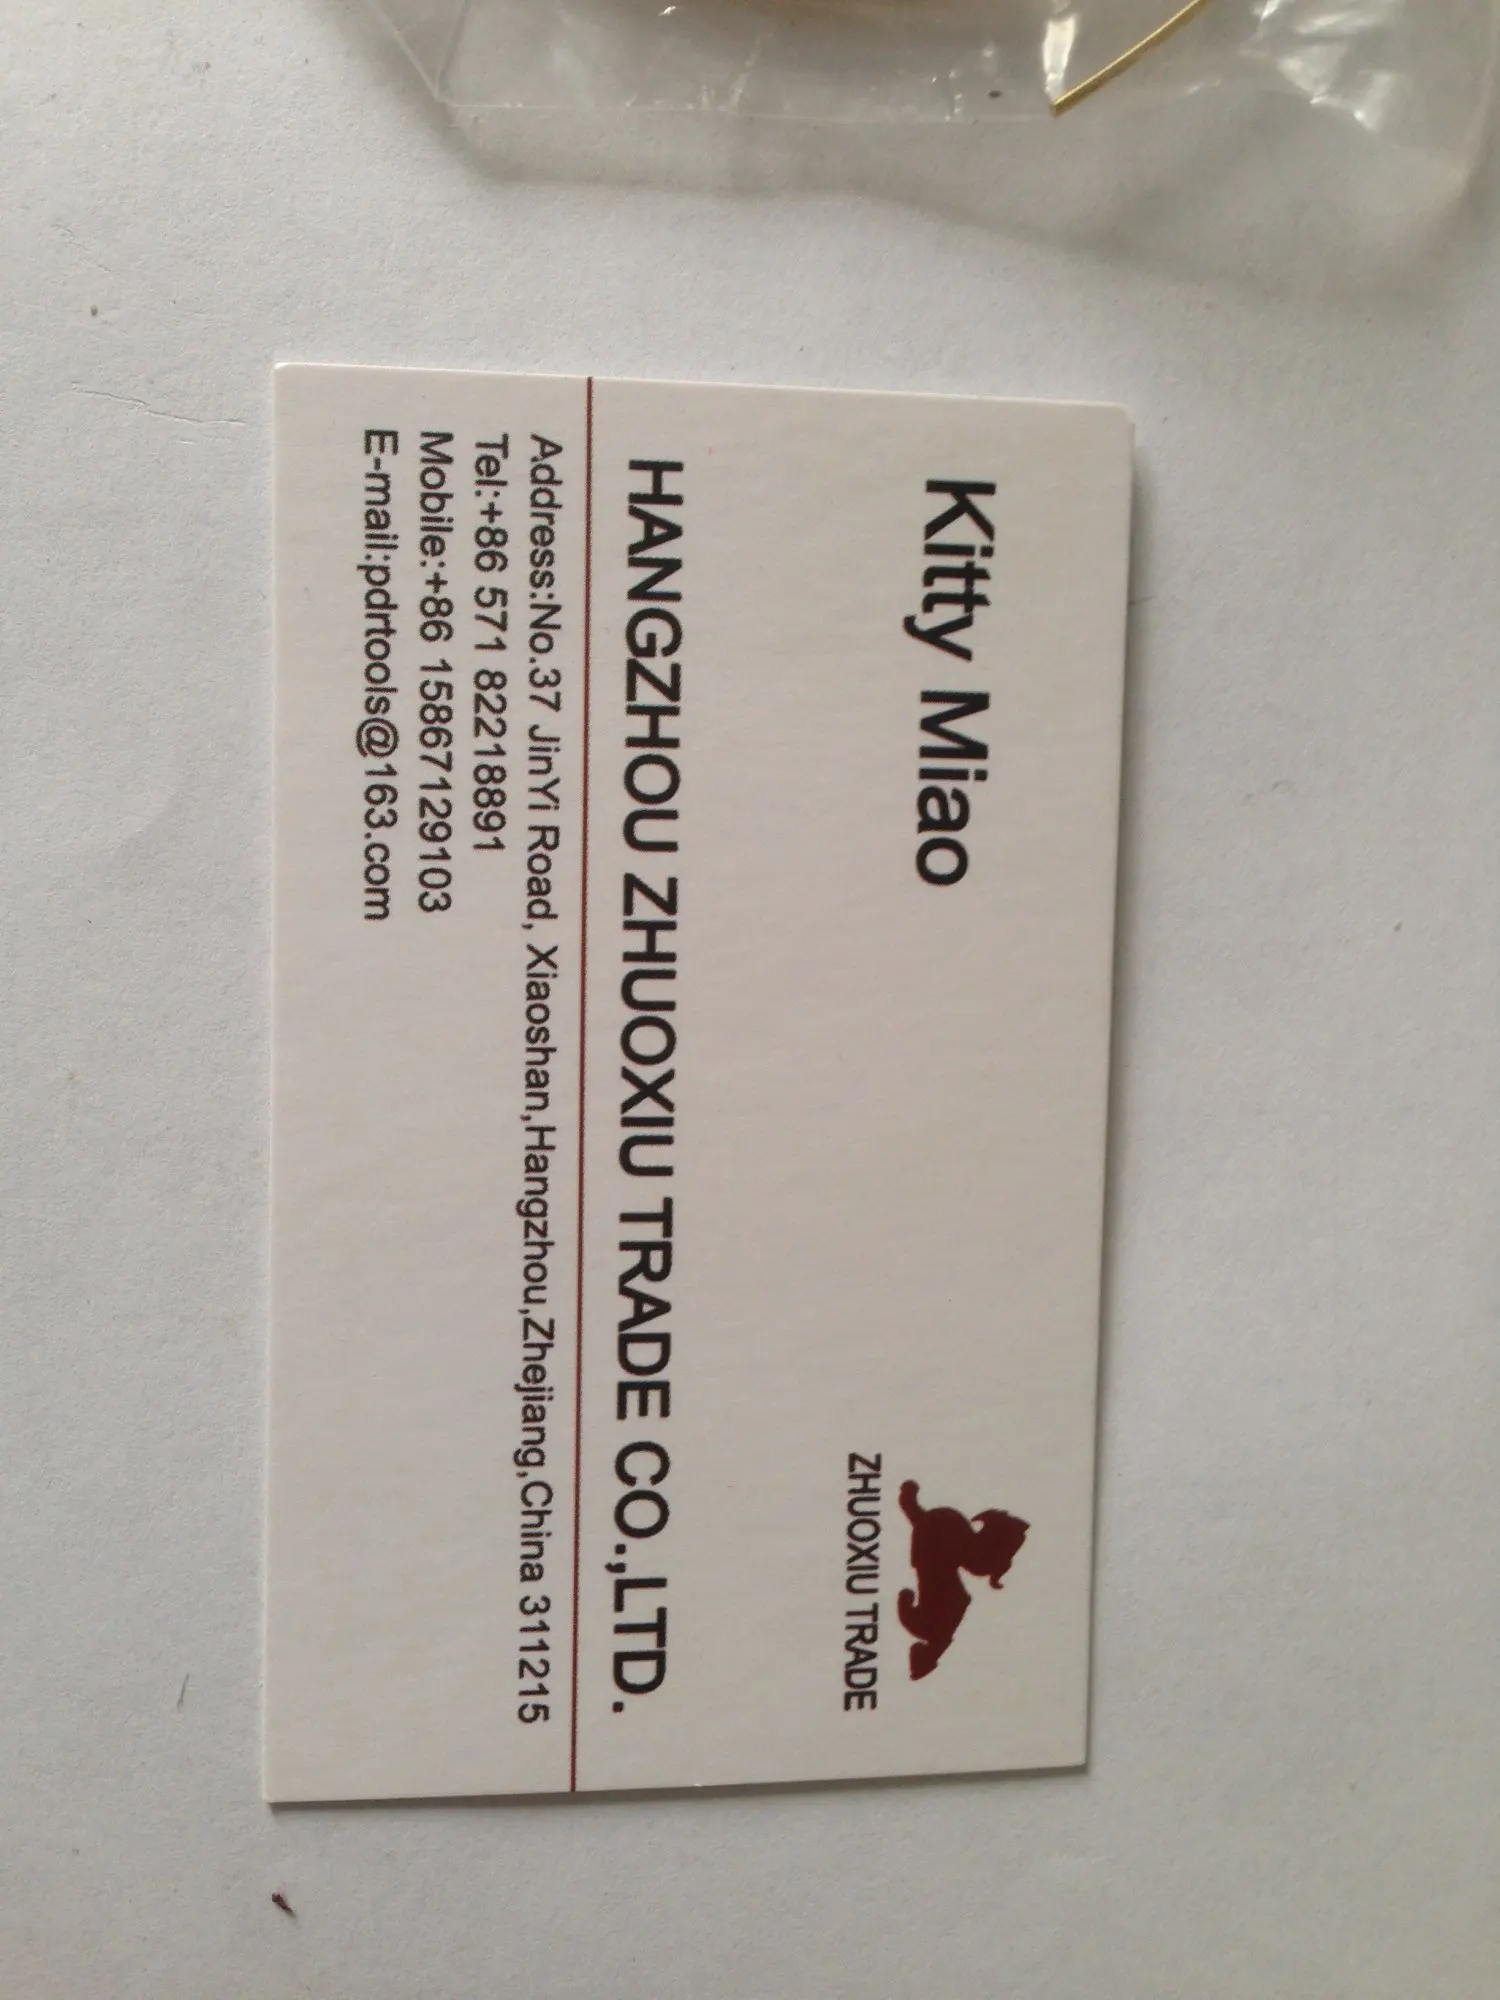 Kitty Miao
ZHUOXIU TRADE
HANGZHOU ZHUOXIU TRADE CO.,LTD.
Address:No.37 JinYi Road, Xiaoshan,Hangzhou,Zhejiang,China 311215
Tel:+86 571 82218891
Mobile:+86 15867129103
E-mail:pdrtools@163.com